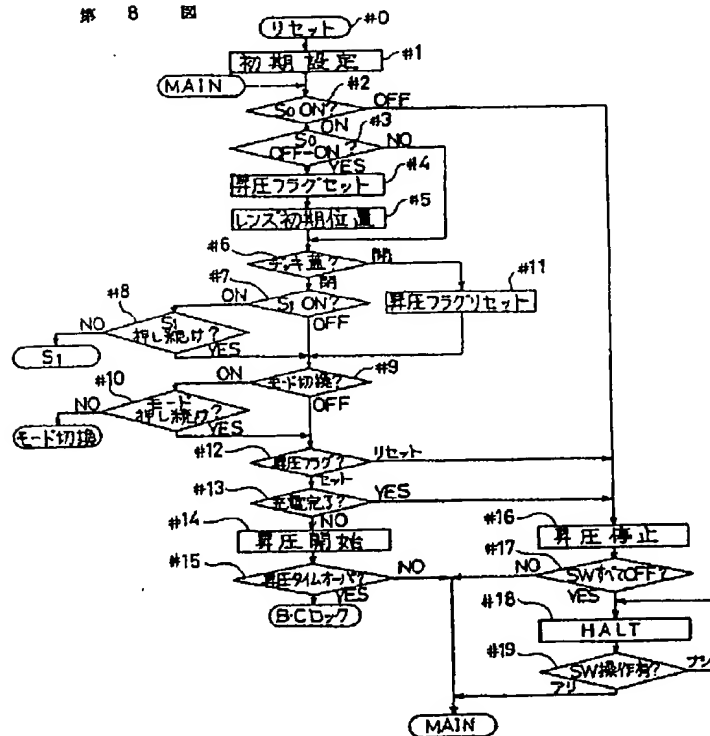 第 8 図
リセット #0
初期設定 #1
MAIN
#2
S₀ ON? OFF
ON
#3
S₀
OFF→ON? NO
YES
#4
昇圧フラグセット
#5
レンズ初期位置
#6
開
#11
閉
昇圧フラグリセット
#7
ON
S₁ ON?
OFF
#8
S₁
押し続け?
NO
YES
S₁
#9
ON
モード切換?
OFF
#10
モード
押し続け?
NO
YES
モード切換
#12
昇圧フラグ? リセット
セット
#13
充電完了? YES
NO
#14
昇圧開始
#15
昇圧タイムオーバ? NO
YES
B・Cロック
#16
昇圧停止
#17
NO SWすべてOFF?
YES
#18
HALT
#19
SW操作有? ナシ
アリ
MAIN